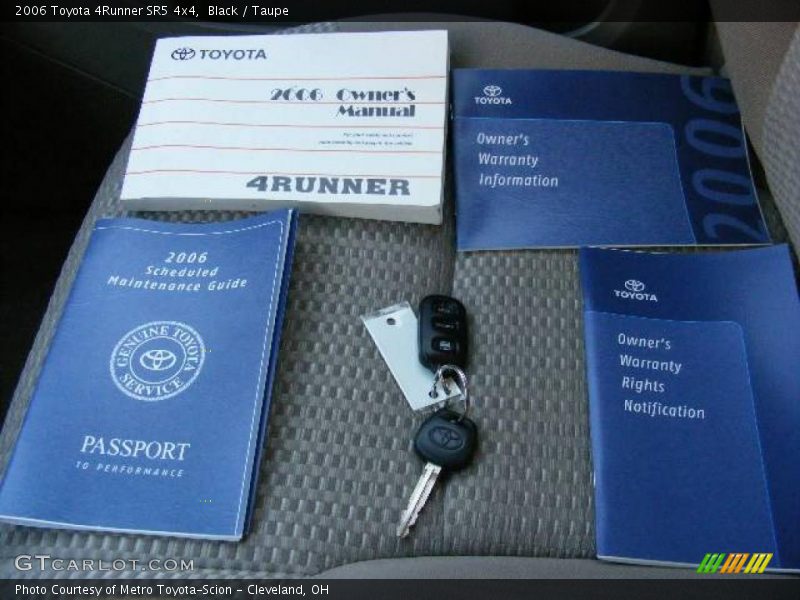 2006 Toyota 4Runner SR5 4x4, Black / Taupe
TOYOTA
2006 Owner's
Manual
4RUNNER
TOYOTA
Owner's
Warranty
Information
2006
2006
Scheduled
Maintenance Guide
GENUINE TOYOTA
SERVICE
PASSPORT
TO PERFORMANCE
TOYOTA
Owner's
Warranty
Rights
Notification
GTCARLOT.COM
Photo Courtesy of Metro Toyota-Scion - Cleveland, OH